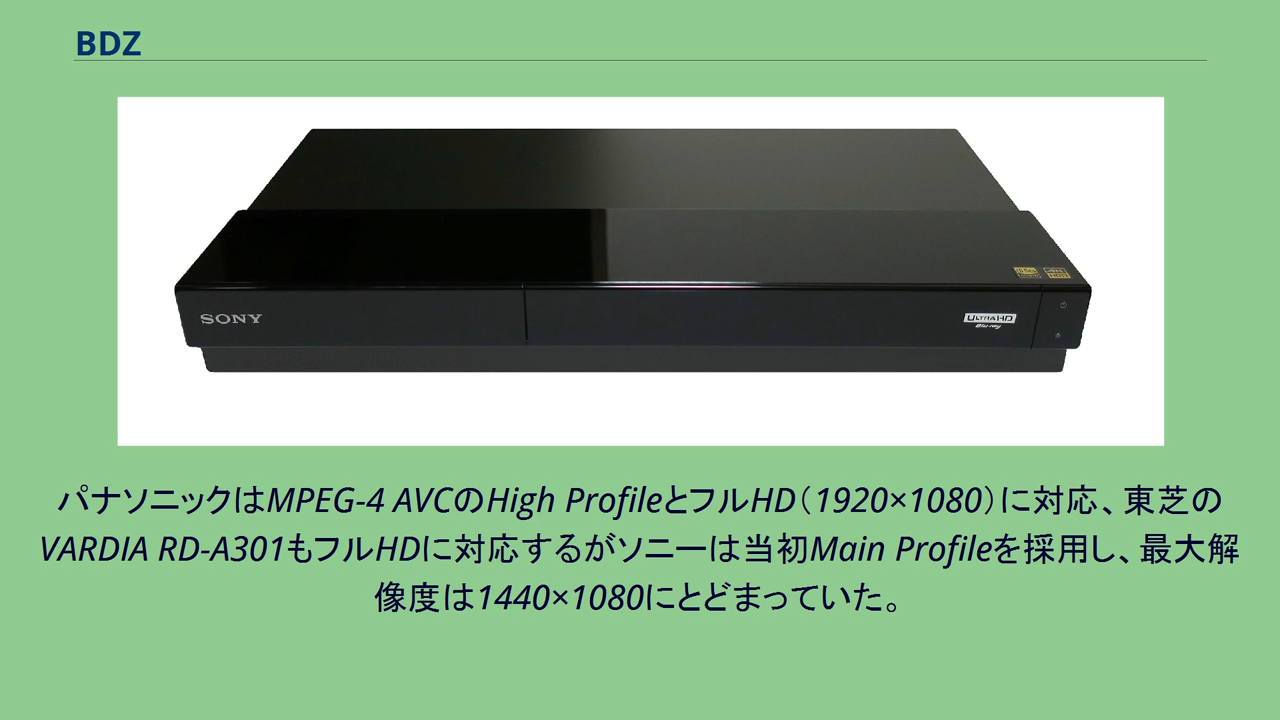 BDZ
SONY
ULTRA HD
Blu-ray
パナソニックはMPEG-4 AVCのHigh ProfileとフルHD（1920×1080）に対応、東芝の
VARDIA RD-A301もフルHDに対応するがソニーは当初Main Profileを採用し、最大解
像度は1440×1080にとどまっていた。